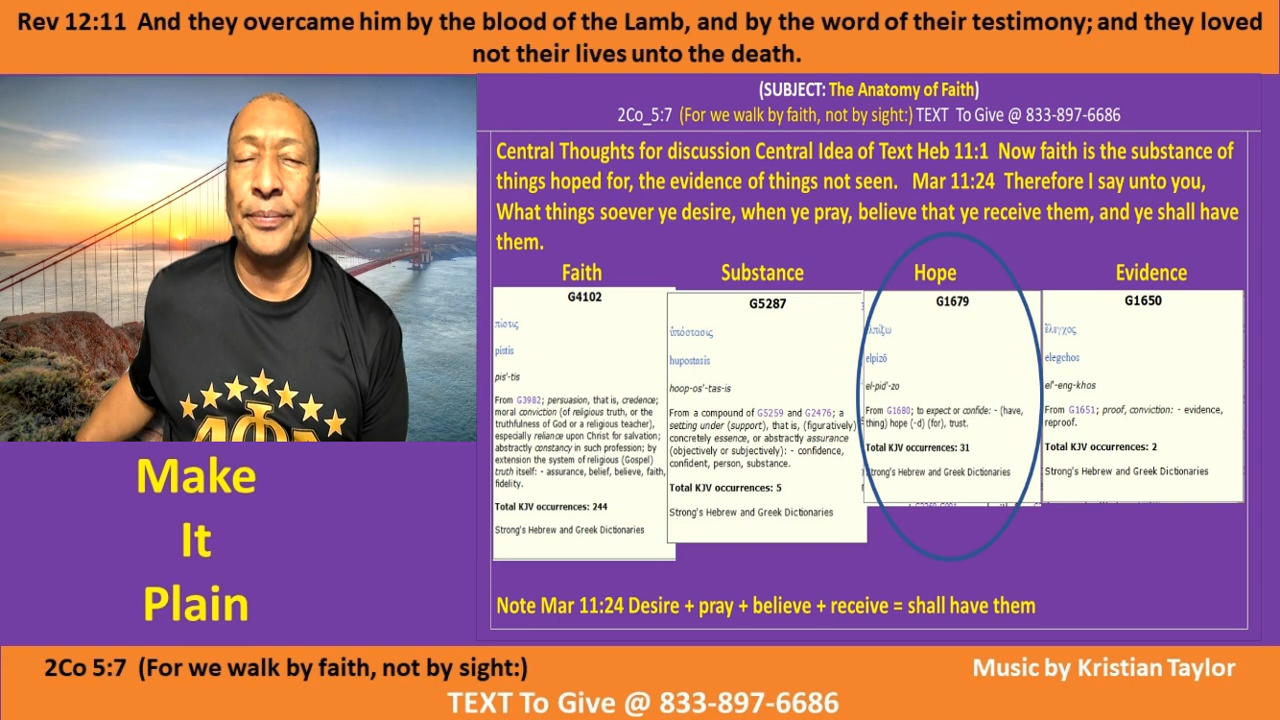 Rev 12:11 And they overcame him by the blood of the Lamb, and by the word of their testimony; and they loved
not their lives unto the death.
(SUBJECT: The Anatomy of Faith)
2Co_5:7 (For we walk by faith, not by sight:) TEXT To Give @ 833-897-6686
Central Thoughts for discussion Central Idea of Text Heb 11:1 Now faith is the substance of
things hoped for, the evidence of things not seen. Mar 11:24 Therefore I say unto you,
What things soever ye desire, when ye pray, believe that ye receive them, and ye shall have
them.
Faith
G4102
πίστις
pistis
pis'-tis
From G3982; persuasion, that is, credence;
moral conviction (of religious truth, or the
truthfulness of God or a religious teacher),
especially reliance upon Christ for salvation;
abstractly constancy in such profession; by
extension the system of religious (Gospel)
truth itself: - assurance, belief, believe, faith,
fidelity.
Total KJV occurrences: 244
Strong's Hebrew and Greek Dictionaries
Substance
G5287
ὑπόστασις
hupostasis
hoop-os'-tas-is
From a compound of G5259 and G2476; a
setting under (support), that is, (figuratively)
concretely essence, or abstractly assurance
(objectively or subjectively): - confidence,
confident, person, substance.
Total KJV occurrences: 5
Strong's Hebrew and Greek Dictionaries
Hope
G1679
ἐλπίζω
elpizō
el-pid'-zo
From G1680; to expect or confide: - (have,
thing) hope (-d) (for), trust.
Total KJV occurrences: 31
Strong's Hebrew and Greek Dictionaries
Evidence
G1650
ἔλεγχος
elegchos
el'-eng-khos
From G1651; proof, conviction: - evidence,
reproof.
Total KJV occurrences: 2
Strong's Hebrew and Greek Dictionaries
Note Mar 11:24 Desire + pray + believe + receive = shall have them
Make
It
Plain
2Co 5:7 (For we walk by faith, not by sight:)
Music by Kristian Taylor
TEXT To Give @ 833-897-6686